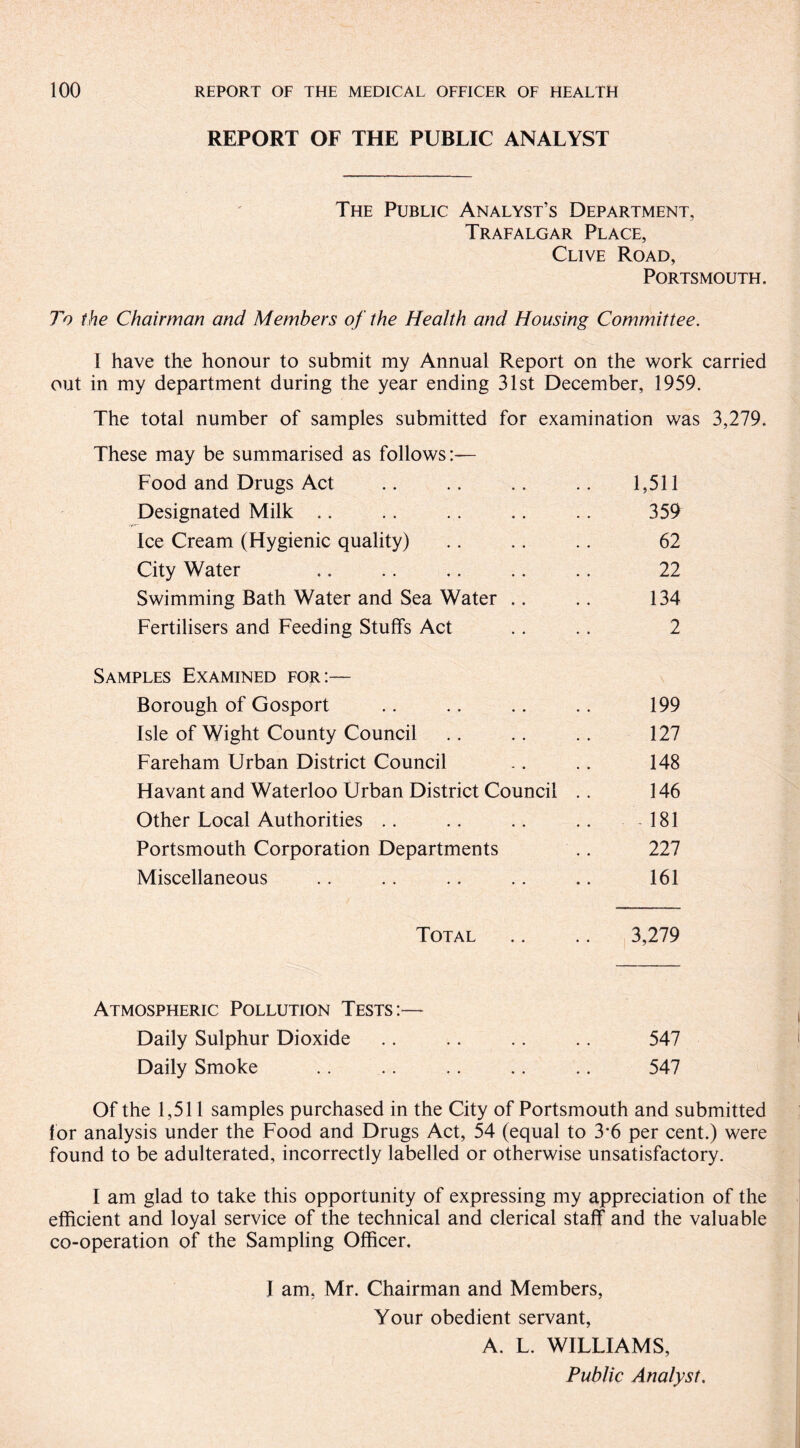 100 REPORT OF THE MEDICAL OFFICER OF HEALTH
REPORT OF THE PUBLIC ANALYST
The Public Analyst's Department,
Trafalgar Place,
Clive Road,
Portsmouth.
To the Chairman and Members of the Health and Housing Committee.
I have the honour to submit my Annual Report on the work carried
out in my department during the year ending 31st December, 1959.
The total number of samples submitted for examination was 3,279.
These may be summarised as follows:—
Food and Drugs Act .. .. .. .. 1,511
Designated Milk .. .. .. .. .. 359
Ice Cream (Hygienic quality) .. .. .. 62
City Water .. .. .. .. .. 22
Swimming Bath Water and Sea Water .. .. 134
Fertilisers and Feeding Stuffs Act .. .. 2
Samples Examined for:—
Borough of Gosport .. .. .. .. 199
Isle of Wight County Council .. .. .. 127
Fareham Urban District Council .. .. 148
Havant and Waterloo Urban District Council .. 146
Other Local Authorities .. .. .. .. 181
Portsmouth Corporation Departments .. 227
Miscellaneous .. .. .. .. .. 161
Total .. .. 3,279
Atmospheric Pollution Tests:—
Daily Sulphur Dioxide .. .. .. .. 547
Daily Smoke .. .. .. .. .. 547
Of the 1,511 samples purchased in the City of Portsmouth and submitted
for analysis under the Food and Drugs Act, 54 (equal to 3·6 per cent.) were
found to be adulterated, incorrectly labelled or otherwise unsatisfactory.
I am glad to take this opportunity of expressing my appreciation of the
efficient and loyal service of the technical and clerical staff and the valuable
co-operation of the Sampling Officer.
I am, Mr. Chairman and Members,
Your obedient servant,
A. L. WILLIAMS,
Public Analyst.